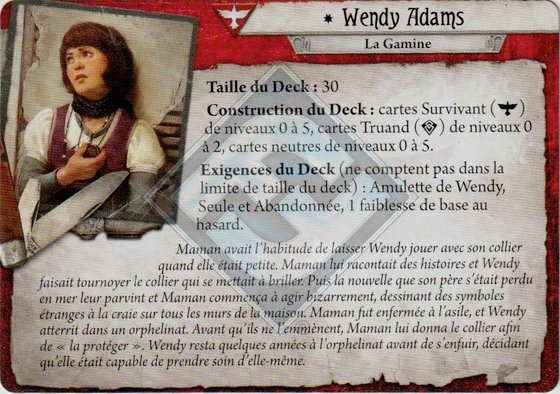 Wendy Adams
La Gamine
Taille du Deck : 30
Construction du Deck : cartes Survivant ( )
de niveaux 0 à 5, cartes Truand ( ) de niveaux 0
à 2, cartes neutres de niveaux 0 à 5.
Exigences du Deck (ne comptent pas dans la
limite de taille du deck) : Amulette de Wendy,
Seule et Abandonnée, 1 faiblesse de base au
hasard.
Maman avait l'habitude de laisser Wendy jouer avec son collier
quand elle était petite. Maman lui racontait des histoires et Wendy
faisait tournoyer le collier qui se mettait à briller. Puis la nouvelle que son père s'était perdu
en mer leur parvint et Maman commença à agir bizarrement, dessinant des symboles
étranges à la craie sur tous les murs de la maison. Maman fut enfermée à l'asile, et Wendy
atterrit dans un orphelinat. Avant qu'ils ne l'emmènent, Maman lui donna le collier afin
de « la protéger ». Wendy resta quelques années à l'orphelinat avant de s'enfuir, décidant
qu'elle était capable de prendre soin d'elle-même.